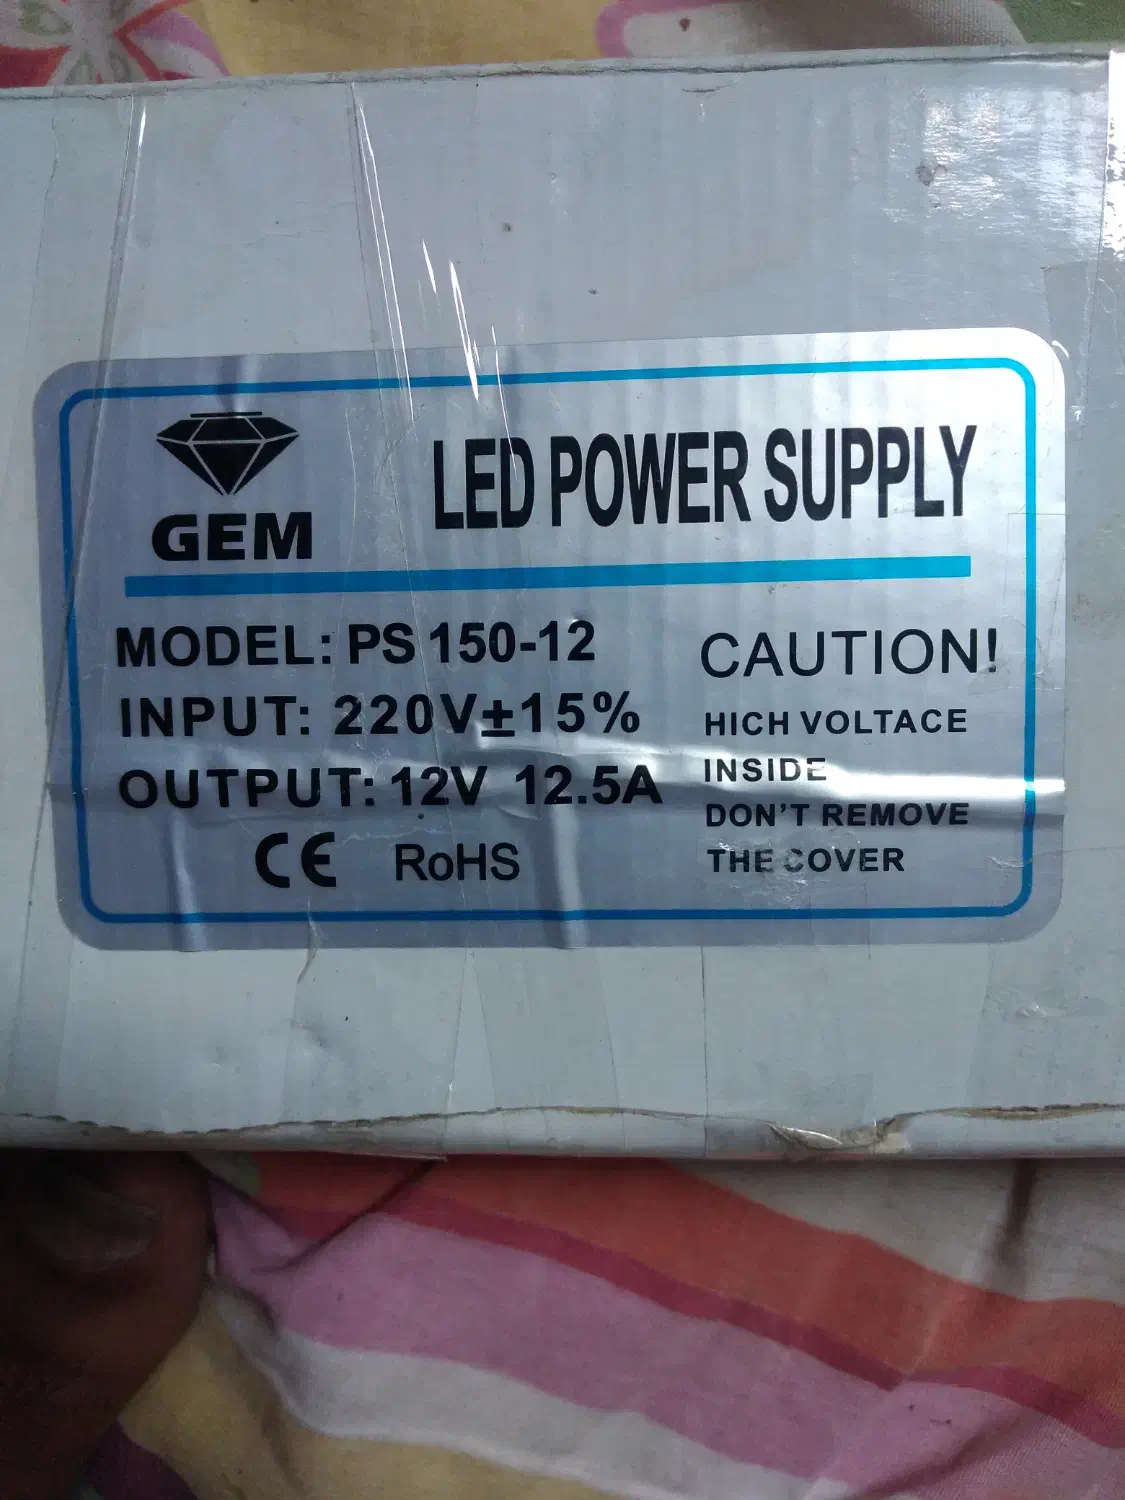 GEM
LED POWER SUPPLY
MODEL: PS 150-12
INPUT: 220V±15%
OUTPUT: 12V 12.5A
CE RoHS
CAUTION!
HICH VOLTACE
INSIDE
DON'T REMOVE
THE COVER